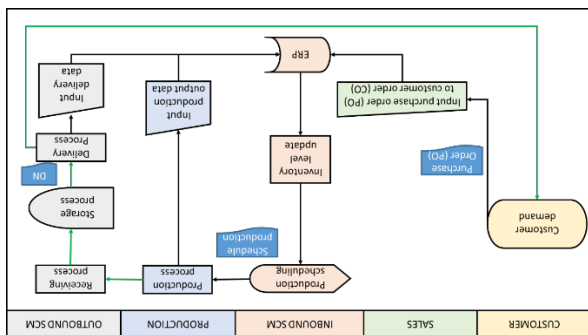 CUSTOMER
SALES
INBOUND SCM
PRODUCTION
OUTBOUND SCM
Customer
demand
Purchase
Order (PO)
Input purchase order (PO)
to customer order (CO)
ERP
Inventory
level
update
Production
scheduling
Schedule
production
Production
process
Input
production
output data
Receiving
process
Storage
process
DN
Delivery
Process
Input
delivery
data